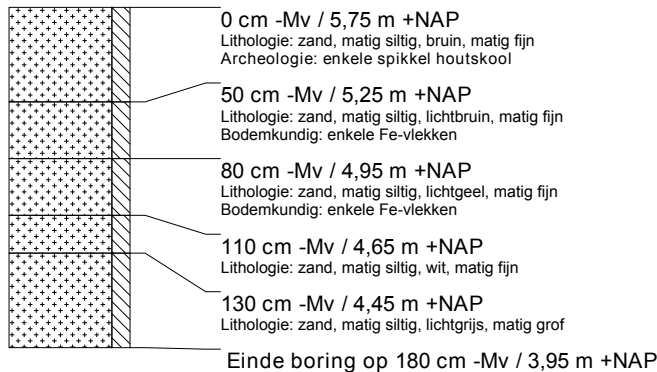 0 cm -Mv / 5,75 m +NAP
Lithologie: zand, matig siltig, bruin, matig fijn
Archeologie: enkele spikkel houtskool
50 cm -Mv / 5,25 m +NAP
Lithologie: zand, matig siltig, lichtbruin, matig fijn
Bodemkundig: enkele Fe-vlekken
80 cm -Mv / 4,95 m +NAP
Lithologie: zand, matig siltig, lichtgeel, matig fijn
Bodemkundig: enkele Fe-vlekken
110 cm -Mv / 4,65 m +NAP
Lithologie: zand, matig siltig, wit, matig fijn
130 cm -Mv / 4,45 m +NAP
Lithologie: zand, matig siltig, lichtgrijs, matig grof
Einde boring op 180 cm -Mv / 3,95 m +NAP